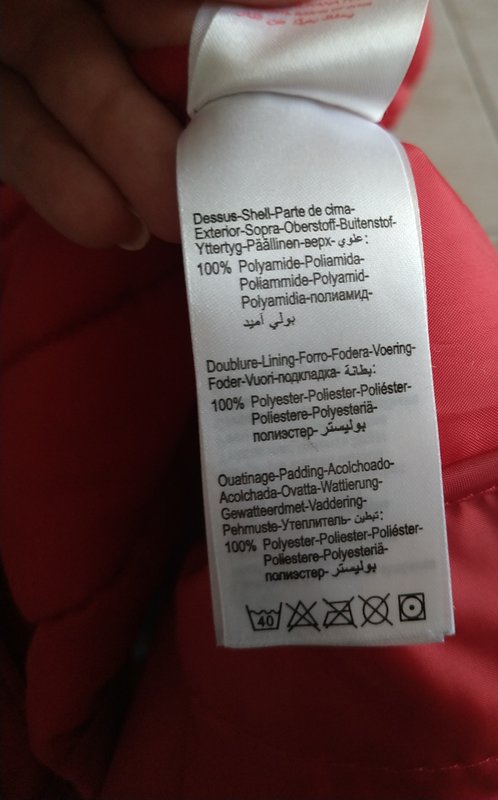 Dessus-Shell-Parte de cima-
Exterior-Sopra-Oberstoff-Buitenstof-
Yttertyg-Päällinen-верх- علوي:
100% Polyamide-Poliamida-
Poliammide-Polyamid-
Polyamidia-полиамид-
بولي أميد
Doublure-Lining-Forro-Fodera-Voering-
Foder-Vuori-подкладка- بطانة:
100% Polyester-Poliester-Poliéster-
Poliestere-Polyesteriä-
полиэстер- بوليستر
Ouatinage-Padding-Acolchoado-
Acolchada-Ovatta-Wattierung-
Gewatteerdmet-Vaddering-
Pehmuste-Утеплитель- تبطين:
100% Polyester-Poliester-Poliéster-
Poliestere-Polyesteriä-
полиэстер- بوليستر
40